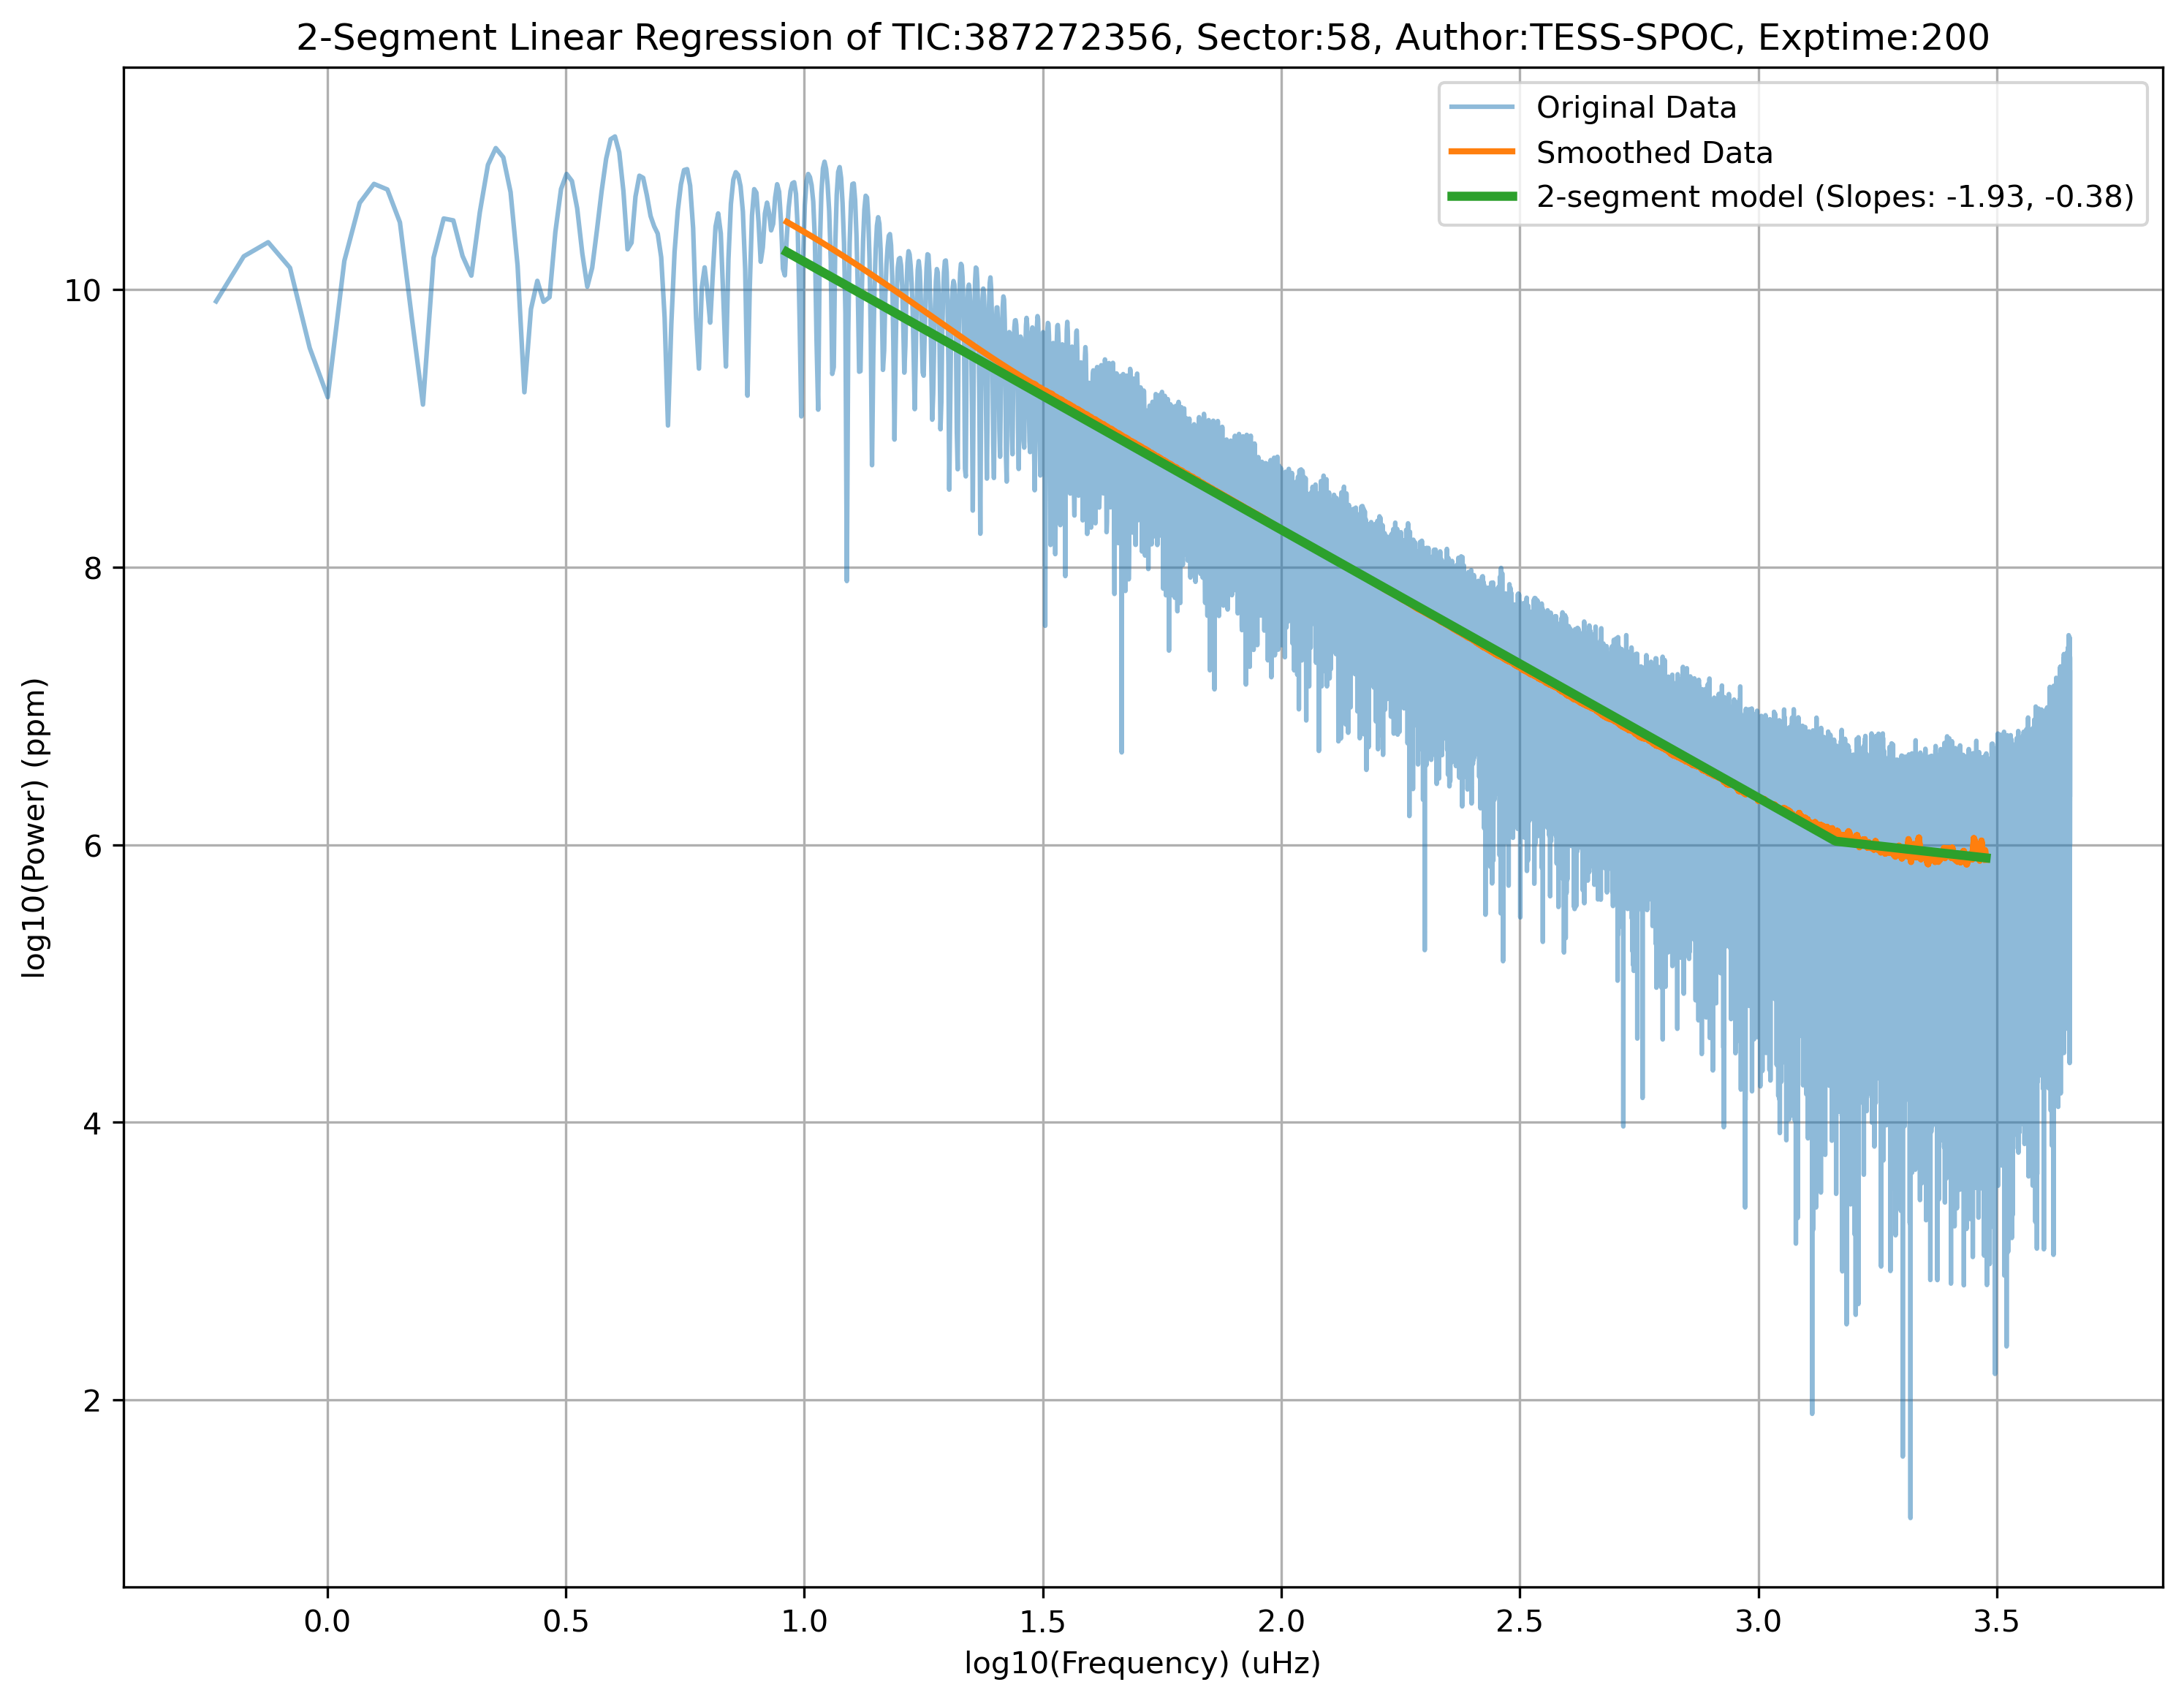 2-Segment Linear Regression of TIC:387272356, Sector:58, Author:TESS-SPOC, Exptime:200
Original Data
Smoothed Data
2-segment model (Slopes: -1.93, -0.38)
log10(Power) (ppm)
10
8
6
4
2
0.0 0.5 1.0 1.5 2.0 2.5 3.0 3.5
log10(Frequency) (uHz)